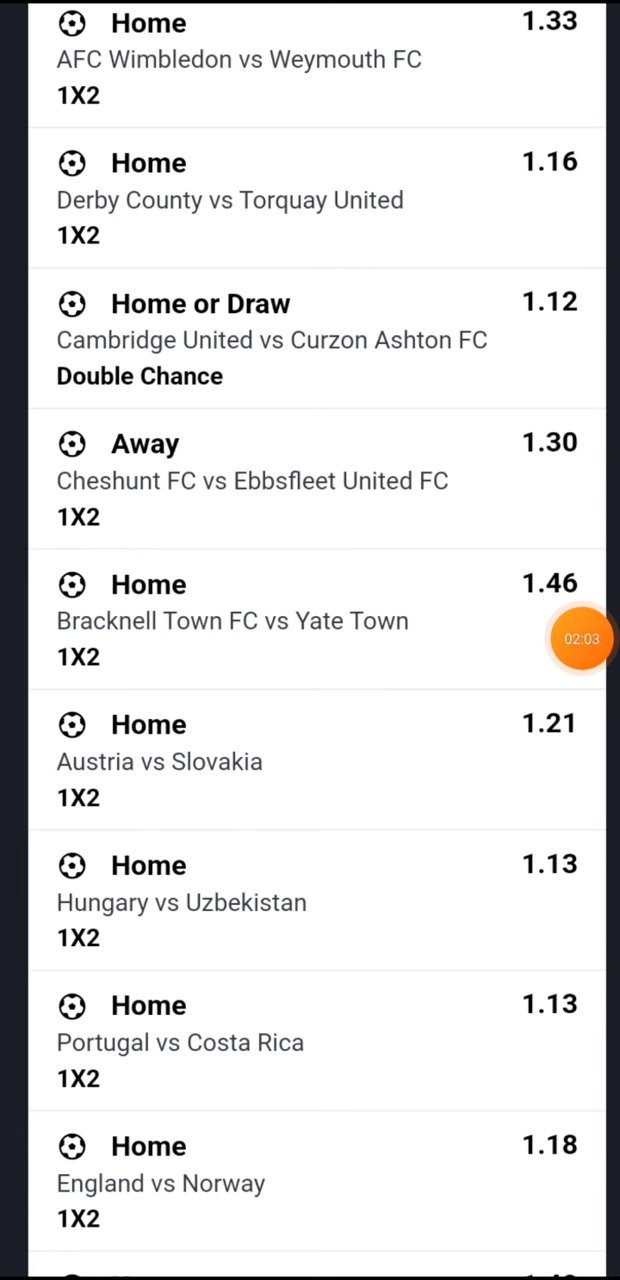 Home 1.33
AFC Wimbledon vs Weymouth FC
1X2
Home 1.16
Derby County vs Torquay United
1X2
Home or Draw 1.12
Cambridge United vs Curzon Ashton FC
Double Chance
Away 1.30
Cheshunt FC vs Ebbsfleet United FC
1X2
Home 1.46
Bracknell Town FC vs Yate Town
02:03
1X2
Home 1.21
Austria vs Slovakia
1X2
Home 1.13
Hungary vs Uzbekistan
1X2
Home 1.13
Portugal vs Costa Rica
1X2
Home 1.18
England vs Norway
1X2